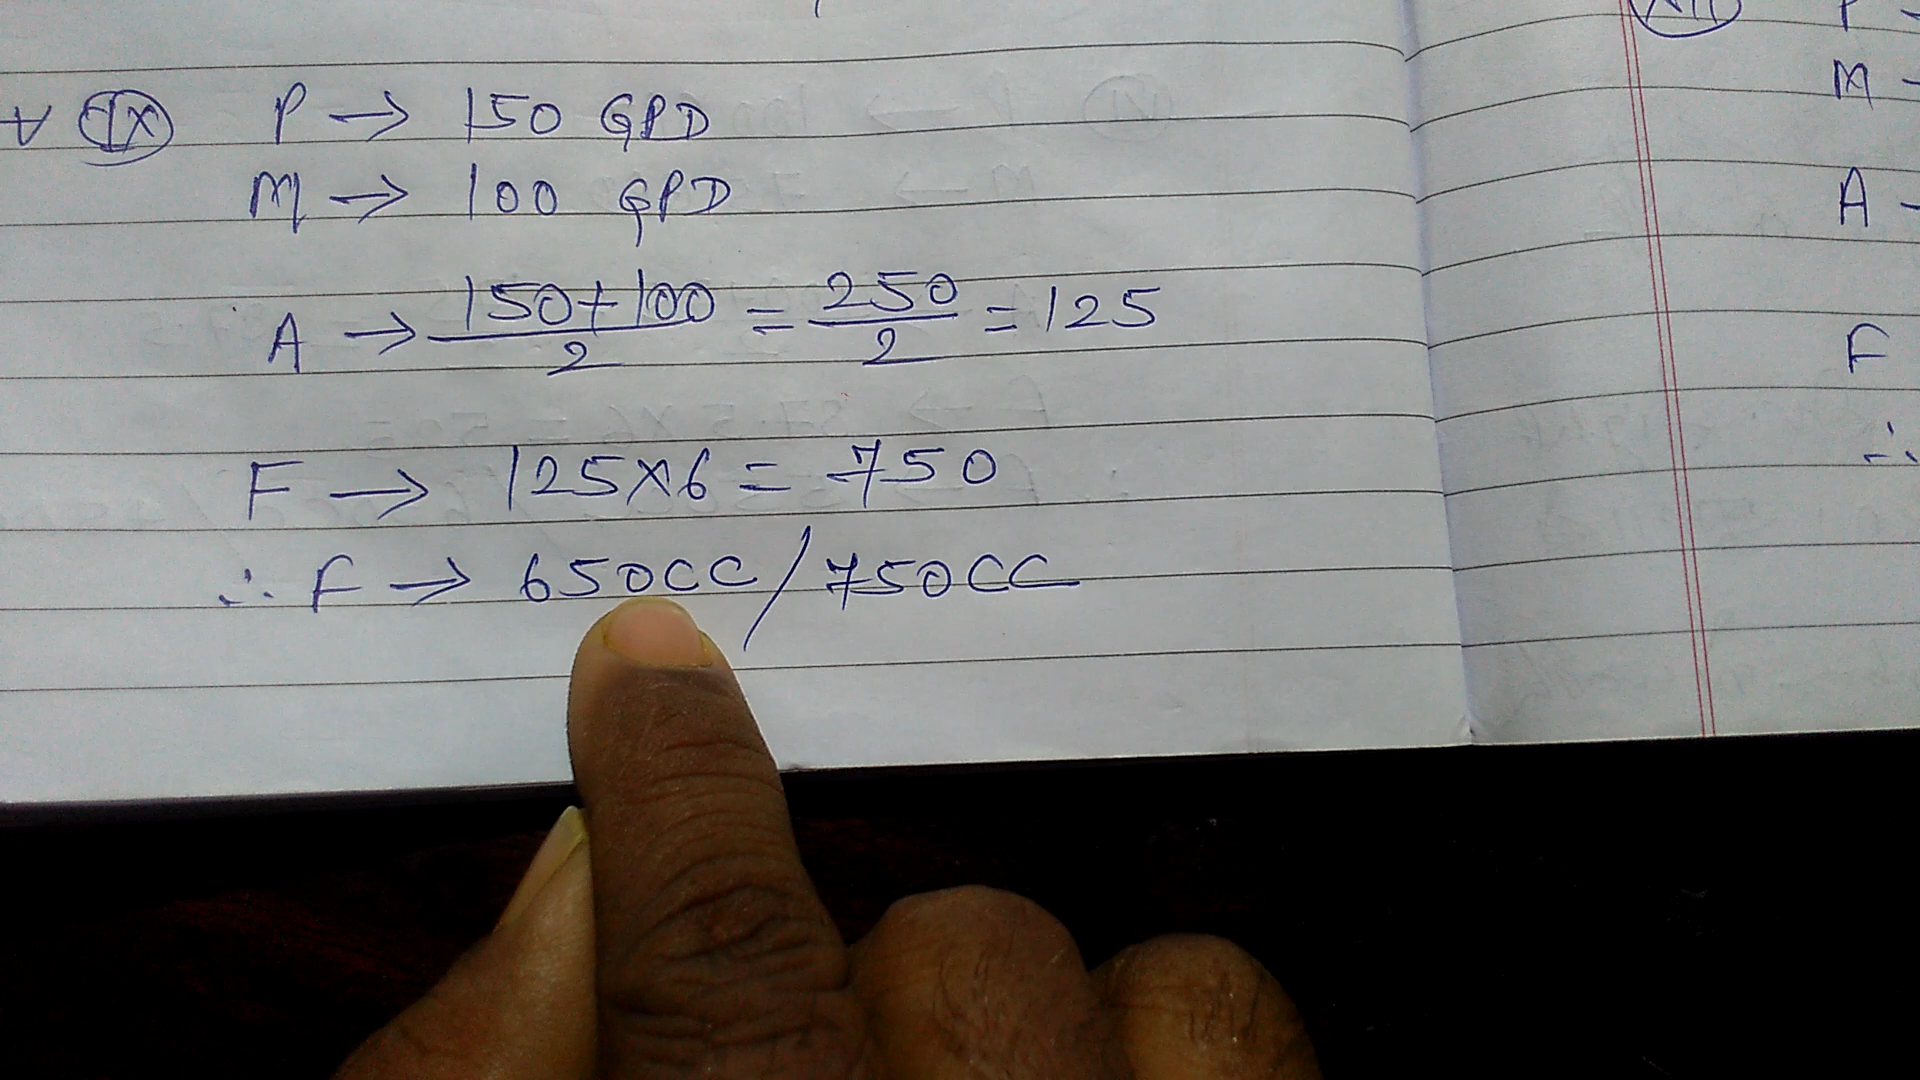 IX P → 150 GPD
M → 100 GPD
A → 150+100/2 = 250/2 = 125
F → 125×6 = 750
∴ F → 650CC/750CC
P
M
A
F
∴